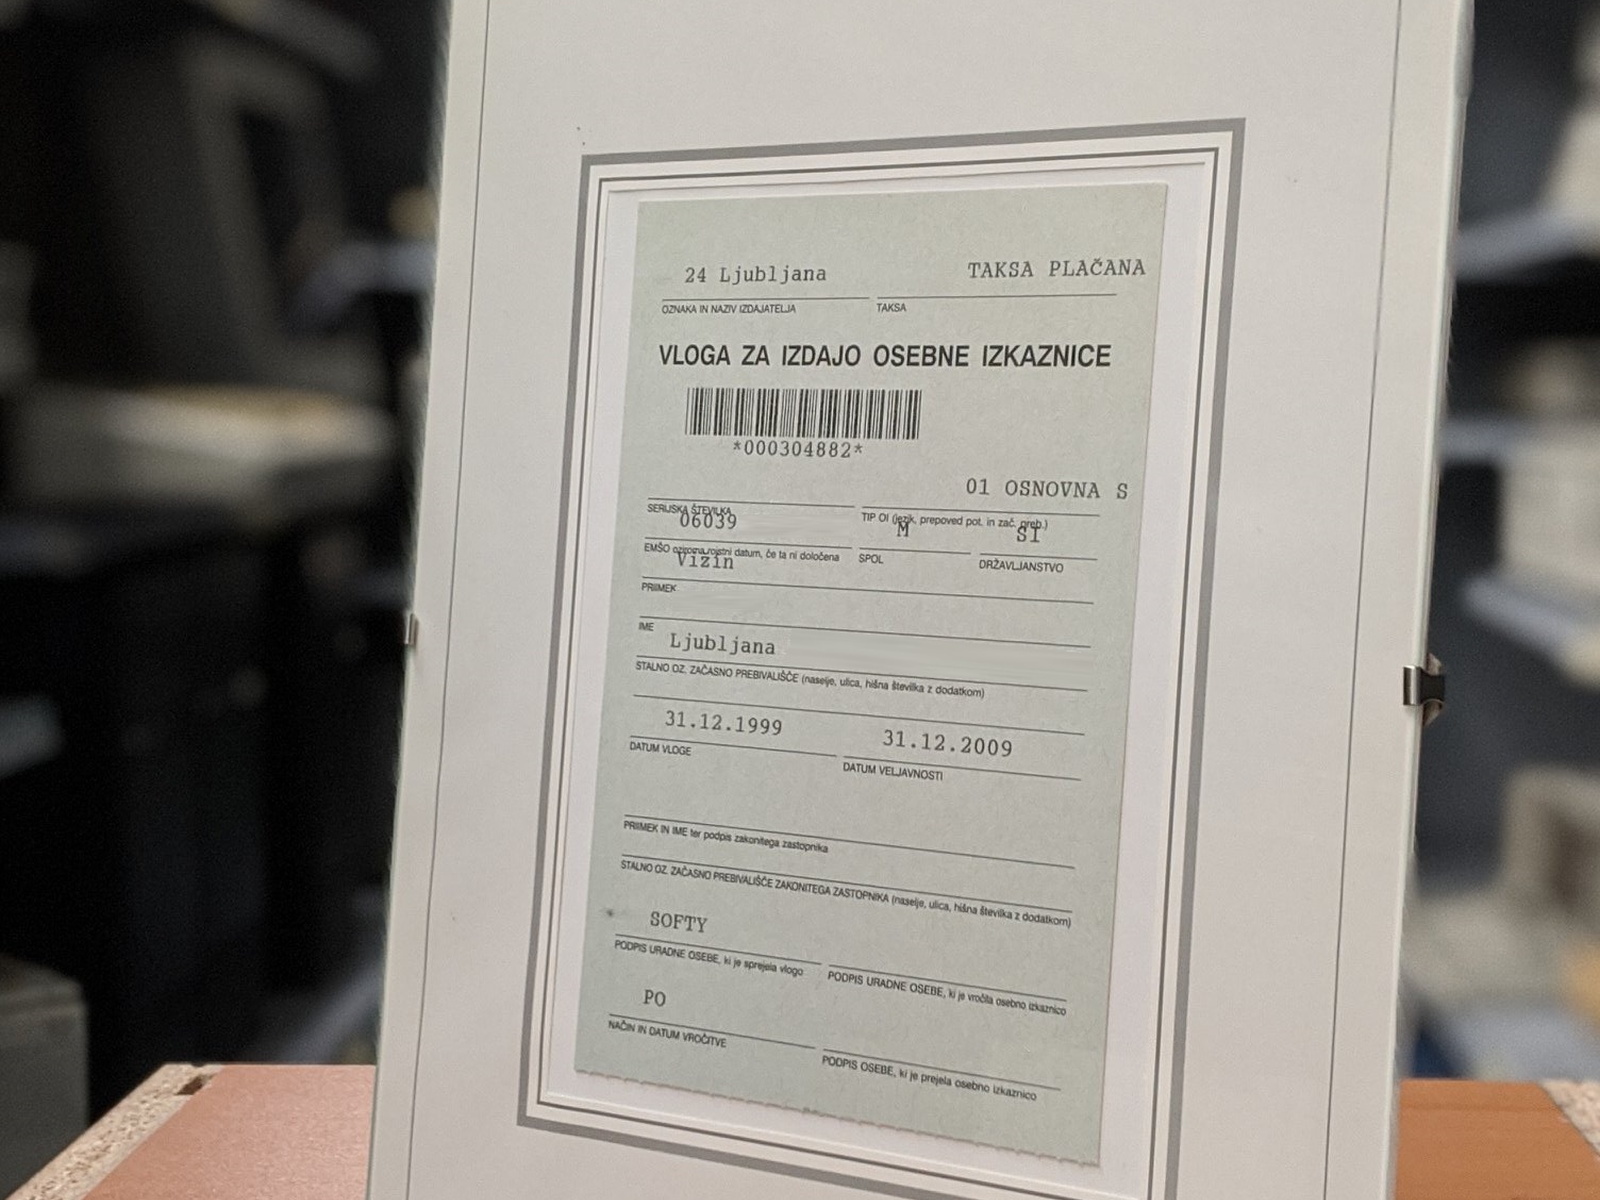 24 Ljubljana TAKSA PLAČANA
OZNAKA IN NAZIV IZDAJATELJA TAKSA
VLOGA ZA IZDAJO OSEBNE IZKAZNICE
*000304882*
01 OSNOVNA S
SERIJSKA ŠTEVILKA TIP OI (jezik, prepoved pot. in zač. preb.)
06039 M SI
EMŠO oziroma rojstni datum, če ta ni določena SPOL DRŽAVLJANSTVO
Vizin
PRIIMEK
IME
Ljubljana
STALNO OZ. ZAČASNO PREBIVALIŠČE (naselje, ulica, hišna številka z dodatkom)
31.12.1999 31.12.2009
DATUM VLOGE DATUM VELJAVNOSTI
PRIIMEK IN IME ter podpis zakonitega zastopnika
STALNO OZ. ZAČASNO PREBIVALIŠČE ZAKONITEGA ZASTOPNIKA (naselje, ulica, hišna številka z dodatkom)
SOFTY
PODPIS URADNE OSEBE, ki je sprejela vlogo PODPIS URADNE OSEBE, ki je vročila osebno izkaznico
PO
NAČIN IN DATUM VROČITVE PODPIS OSEBE, ki je prejela osebno izkaznico